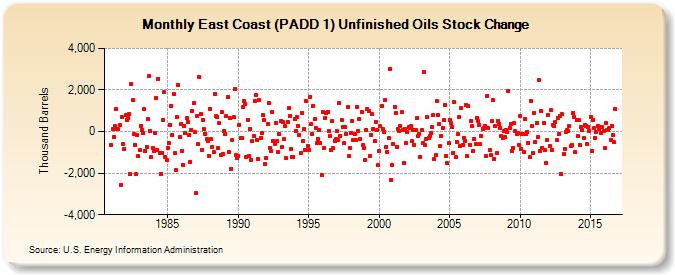 Monthly East Coast (PADD 1) Unfinished Oils Stock Change
Thousand Barrels
4,000
2,000
0
-2,000
-4,000
1985 1990 1995 2000 2005 2010 2015
Source: U.S. Energy Information Administration